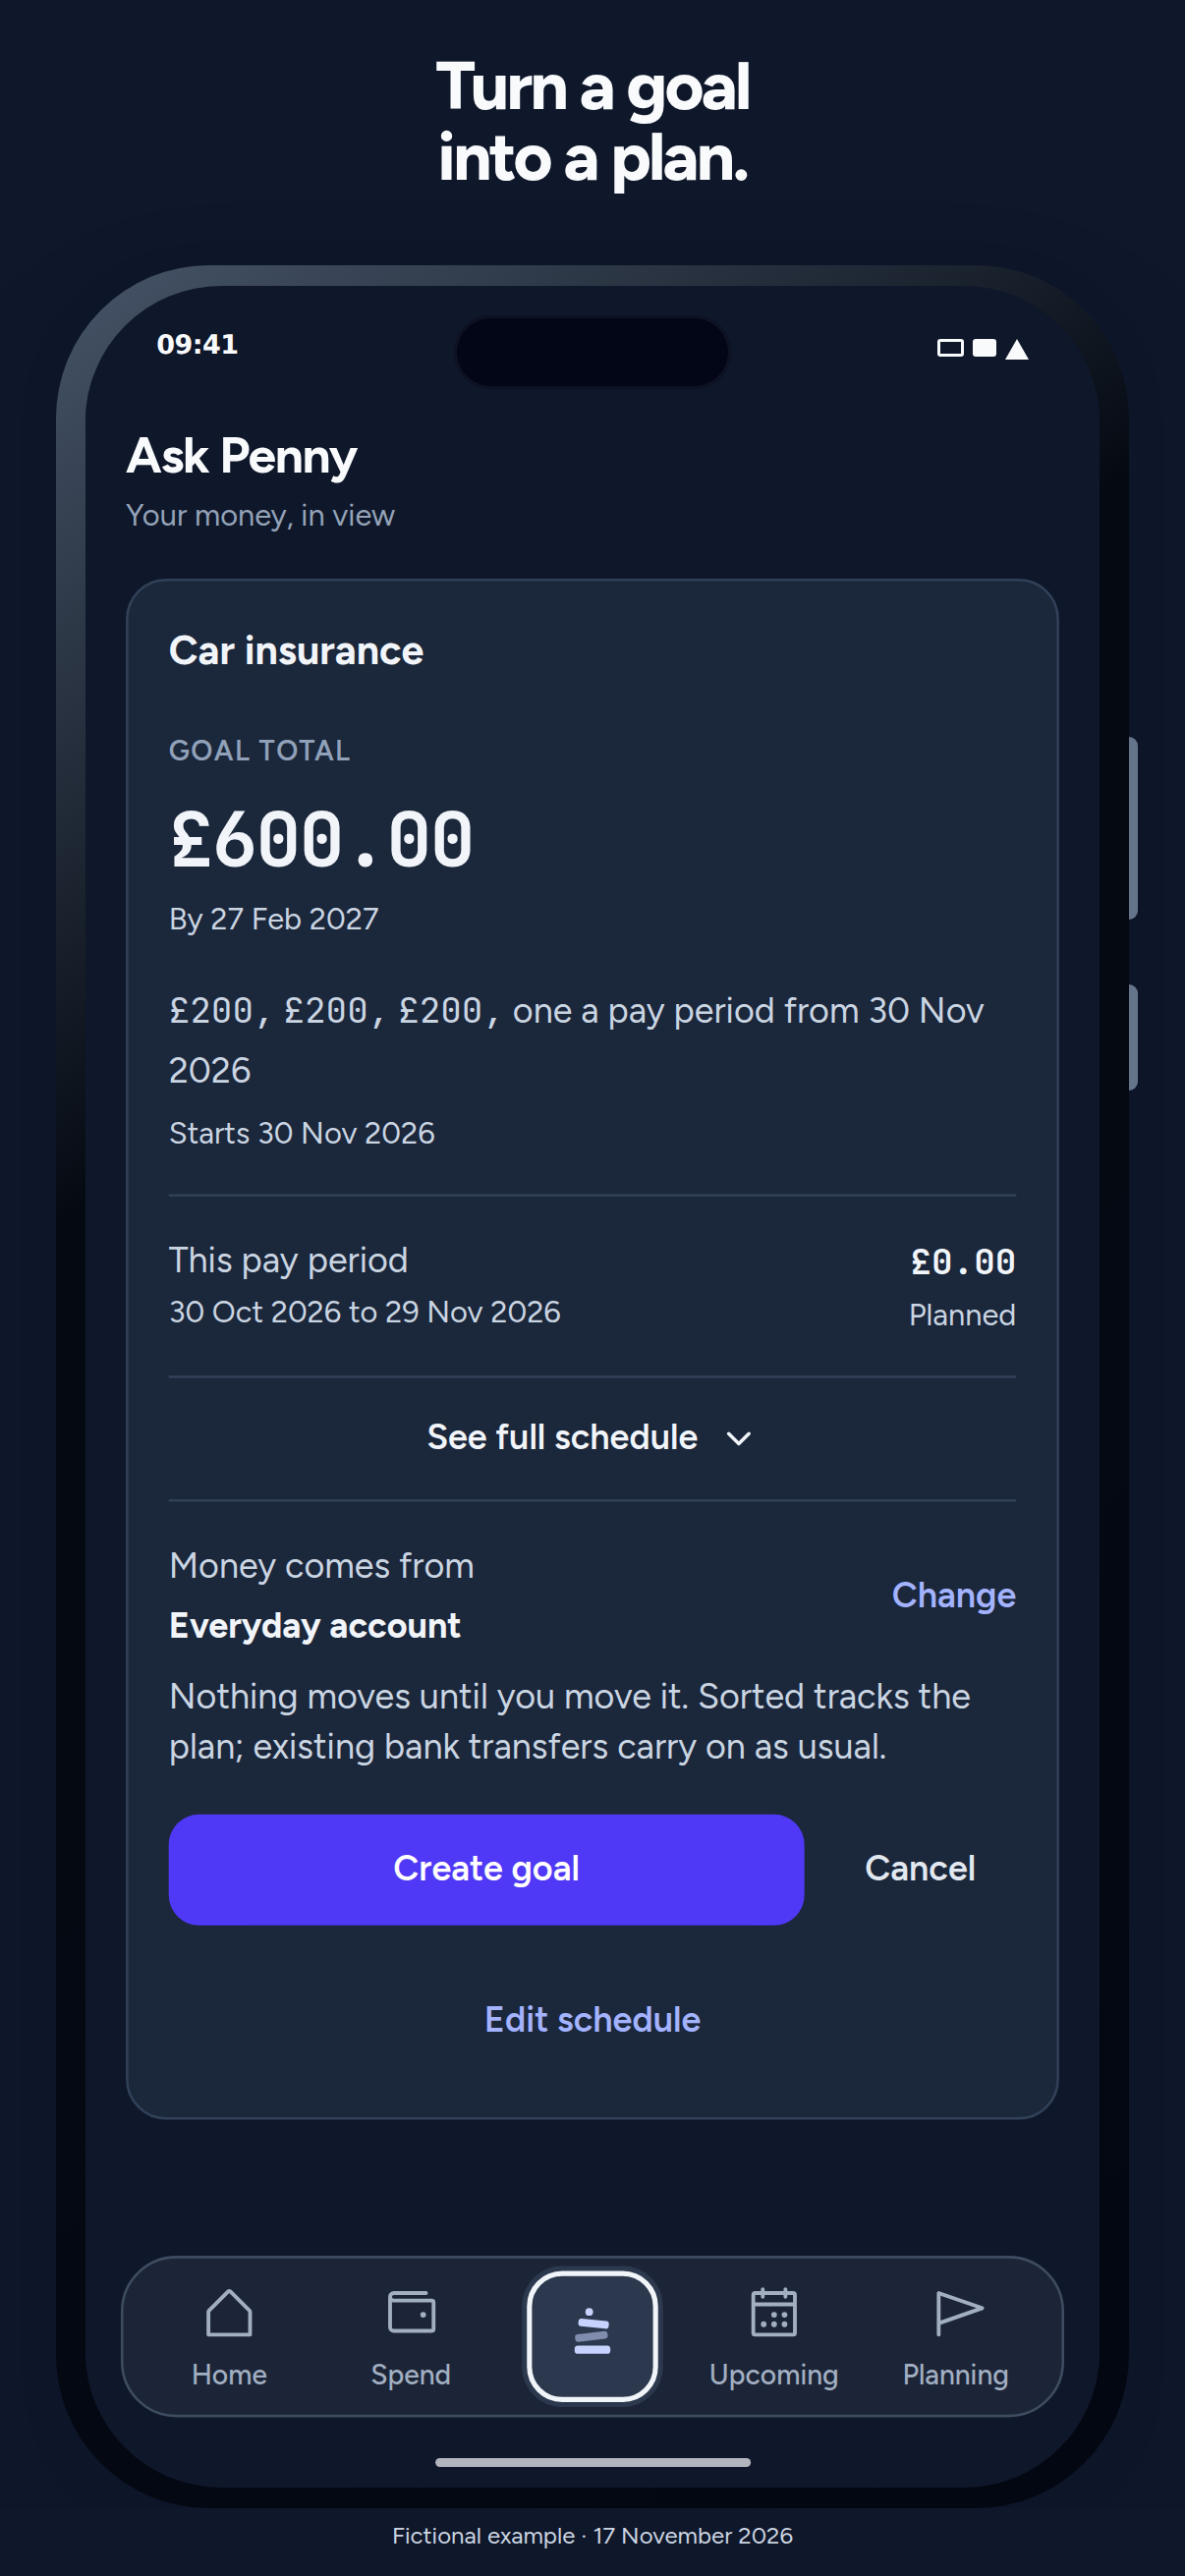 Turn a goal
into a plan.
09:41
Ask Penny
Your money, in view
Car insurance
GOAL TOTAL
£600.00
By 27 Feb 2027
£200, £200, £200, one a pay period from 30 Nov
2026
Starts 30 Nov 2026
This pay period
£0.00
30 Oct 2026 to 29 Nov 2026
Planned
See full schedule
Money comes from
Change
Everyday account
Nothing moves until you move it. Sorted tracks the
plan; existing bank transfers carry on as usual.
Create goal
Cancel
Edit schedule
Home
Spend
Upcoming
Planning
Fictional example · 17 November 2026